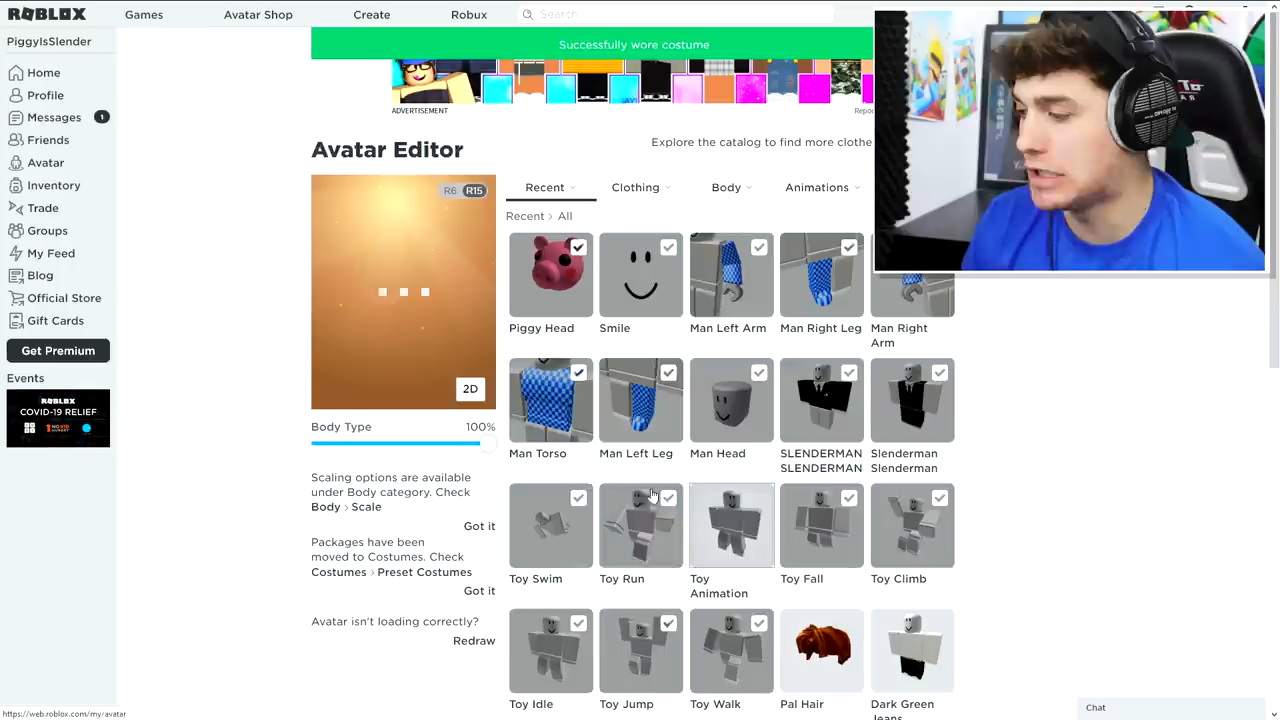 ROBLOX
Games
Avatar Shop
Create
Robux
Search
PiggyIsSlender
Successfully wore costume
Home
Profile
Messages
1
Friends
Avatar
Inventory
Trade
Groups
My Feed
Blog
Official Store
Gift Cards
Get Premium
Events
ROBLOX
COVID-19 RELIEF
ADVERTISEMENT
Avatar Editor
Explore the catalog to find more clothe
R6
R15
2D
Recent
Clothing
Body
Animations
Recent > All
Piggy Head
Smile
Man Left Arm
Man Right Leg
Man Right
Arm
Man Torso
Man Left Leg
Man Head
SLENDERMAN
SLENDERMAN
Slenderman
Slenderman
Toy Swim
Toy Run
Toy
Animation
Toy Fall
Toy Climb
Toy Idle
Toy Jump
Toy Walk
Pal Hair
Dark Green
Jeans
Body Type
100%
Scaling options are available
under Body category. Check
Body > Scale
Got it
Packages have been
moved to Costumes. Check
Costumes > Preset Costumes
Got it
Avatar isn't loading correctly?
Redraw
https://web.roblox.com/my/avatar
Chat